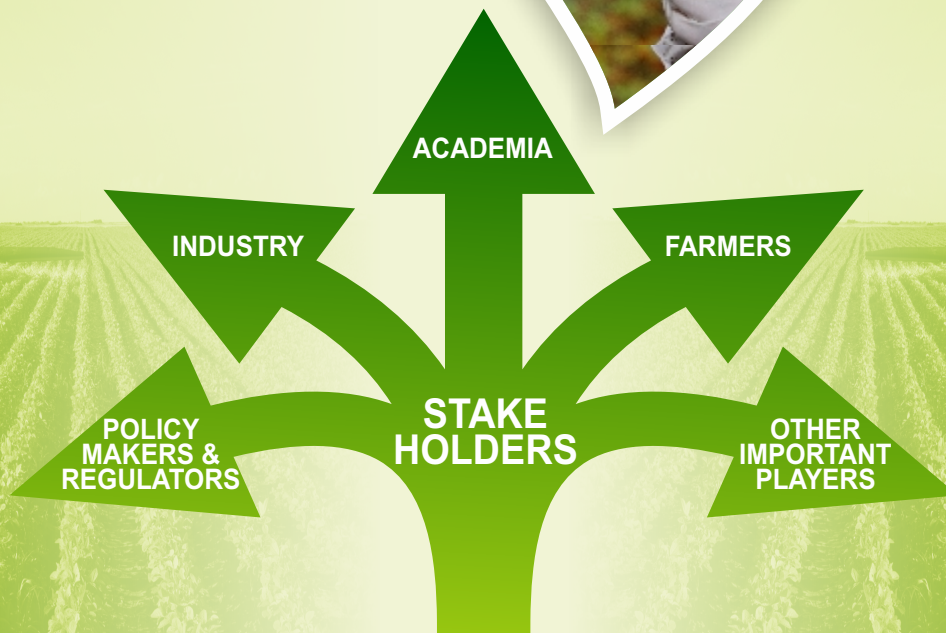 ACADEMIA
INDUSTRY
FARMERS
STAKE
HOLDERS
POLICY
MAKERS &
REGULATORS
OTHER
IMPORTANT
PLAYERS